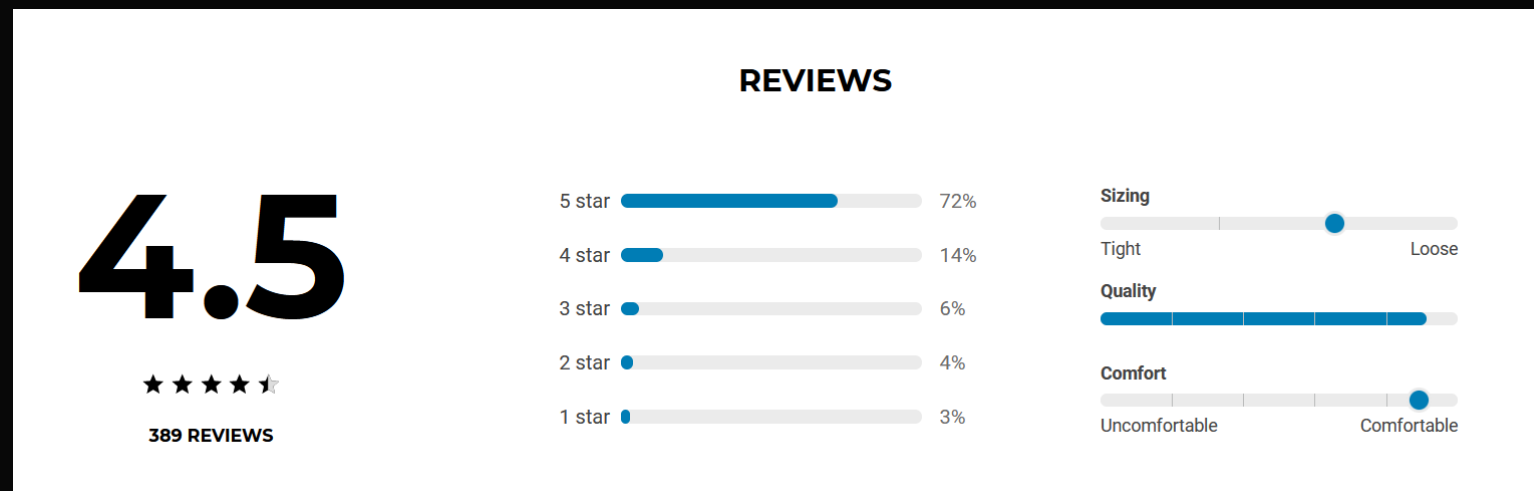 REVIEWS
4.5
389 REVIEWS
5 star 72%
4 star 14%
3 star 6%
2 star 4%
1 star 3%
Sizing
Tight Loose
Quality
Comfort
Uncomfortable Comfortable